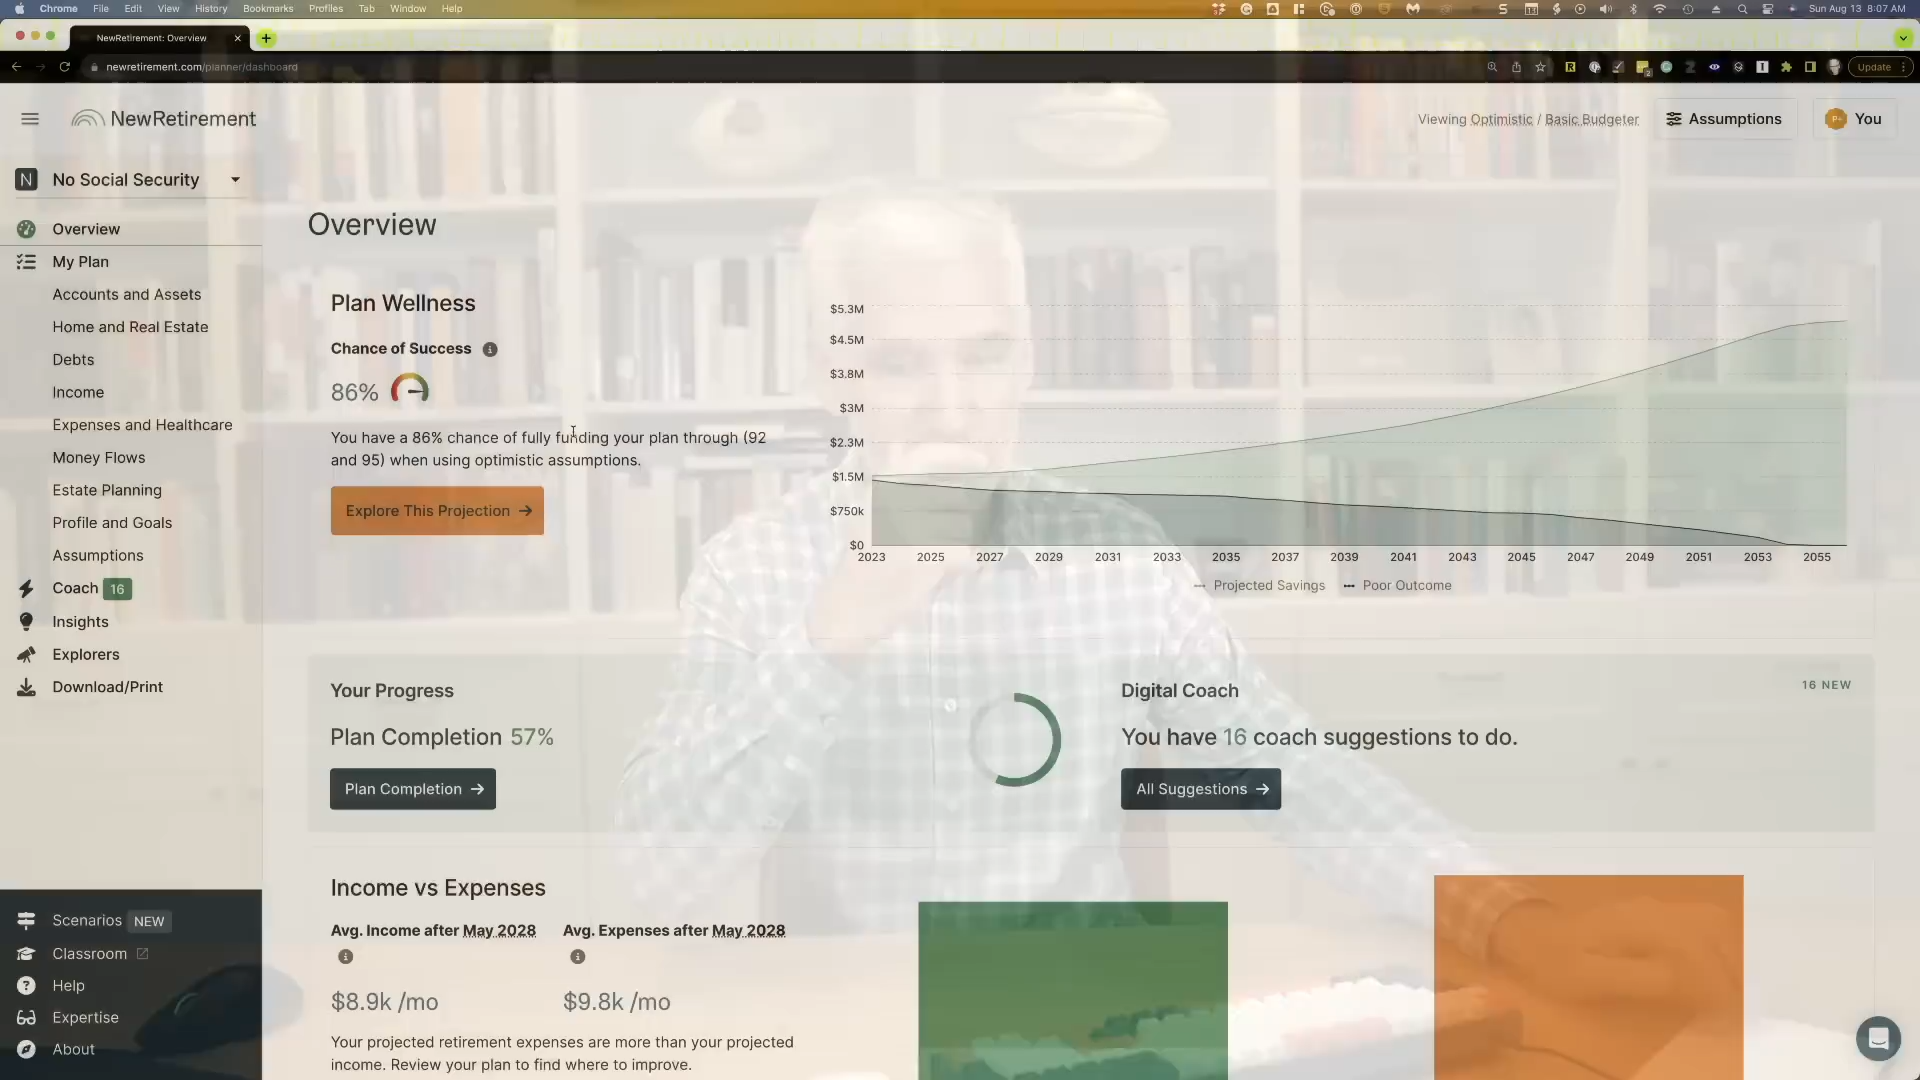 Chrome File Edit View History Bookmarks Profiles Tab Window Help Sun Aug 13 8:07 AM
NewRetirement: Overview
newretirement.com/planner/dashboard Update
NewRetirement Viewing Optimistic / Basic Budgeter Assumptions You
N No Social Security
Overview
My Plan
Accounts and Assets
Home and Real Estate
Debts
Income
Expenses and Healthcare
Money Flows
Estate Planning
Profile and Goals
Assumptions
Coach 16
Insights
Explorers
Download/Print
Scenarios NEW
Classroom
Help
Expertise
About
Overview
Plan Wellness
Chance of Success
86%
You have a 86% chance of fully funding your plan through (92
and 95) when using optimistic assumptions.
Explore This Projection
$5.3M
$4.5M
$3.8M
$3M
$2.3M
$1.5M
$750k
$0
2023 2025 2027 2029 2031 2033 2035 2037 2039 2041 2043 2045 2047 2049 2051 2053 2055
Projected Savings Poor Outcome
Your Progress
Plan Completion 57%
Plan Completion
Digital Coach
16 NEW
You have 16 coach suggestions to do.
All Suggestions
Income vs Expenses
Avg. Income after May 2028
$8.9k /mo
Avg. Expenses after May 2028
$9.8k /mo
Your projected retirement expenses are more than your projected
income. Review your plan to find where to improve.